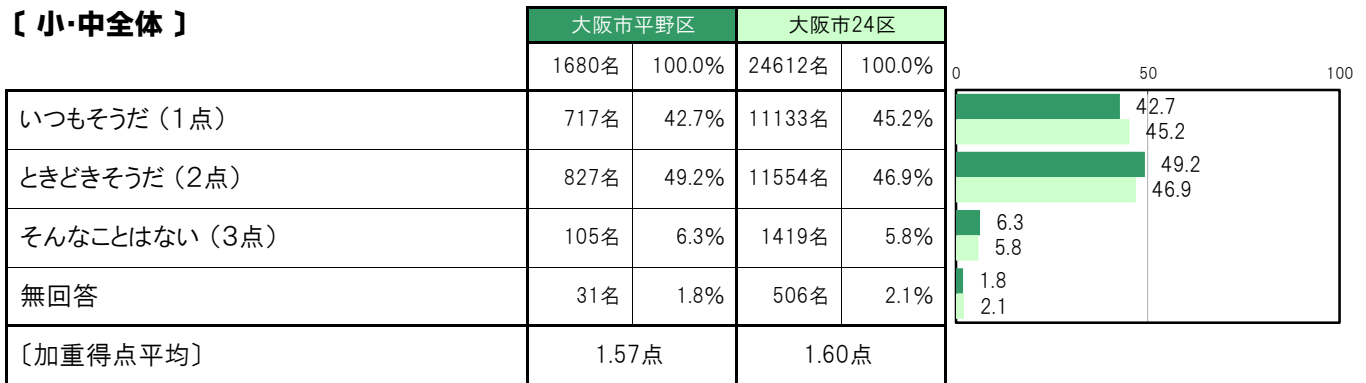 〔 小・中全体 〕
大阪市平野区 大阪市24区
1680名 100.0% 24612名 100.0%
0 50 100
いつもそうだ（1点） 717名 42.7% 11133名 45.2% 42.7
45.2
ときどきそうだ（2点） 827名 49.2% 11554名 46.9% 49.2
46.9
そんなことはない（3点） 105名 6.3% 1419名 5.8% 6.3
5.8
無回答 31名 1.8% 506名 2.1% 1.8
2.1
〔加重得点平均〕 1.57点 1.60点